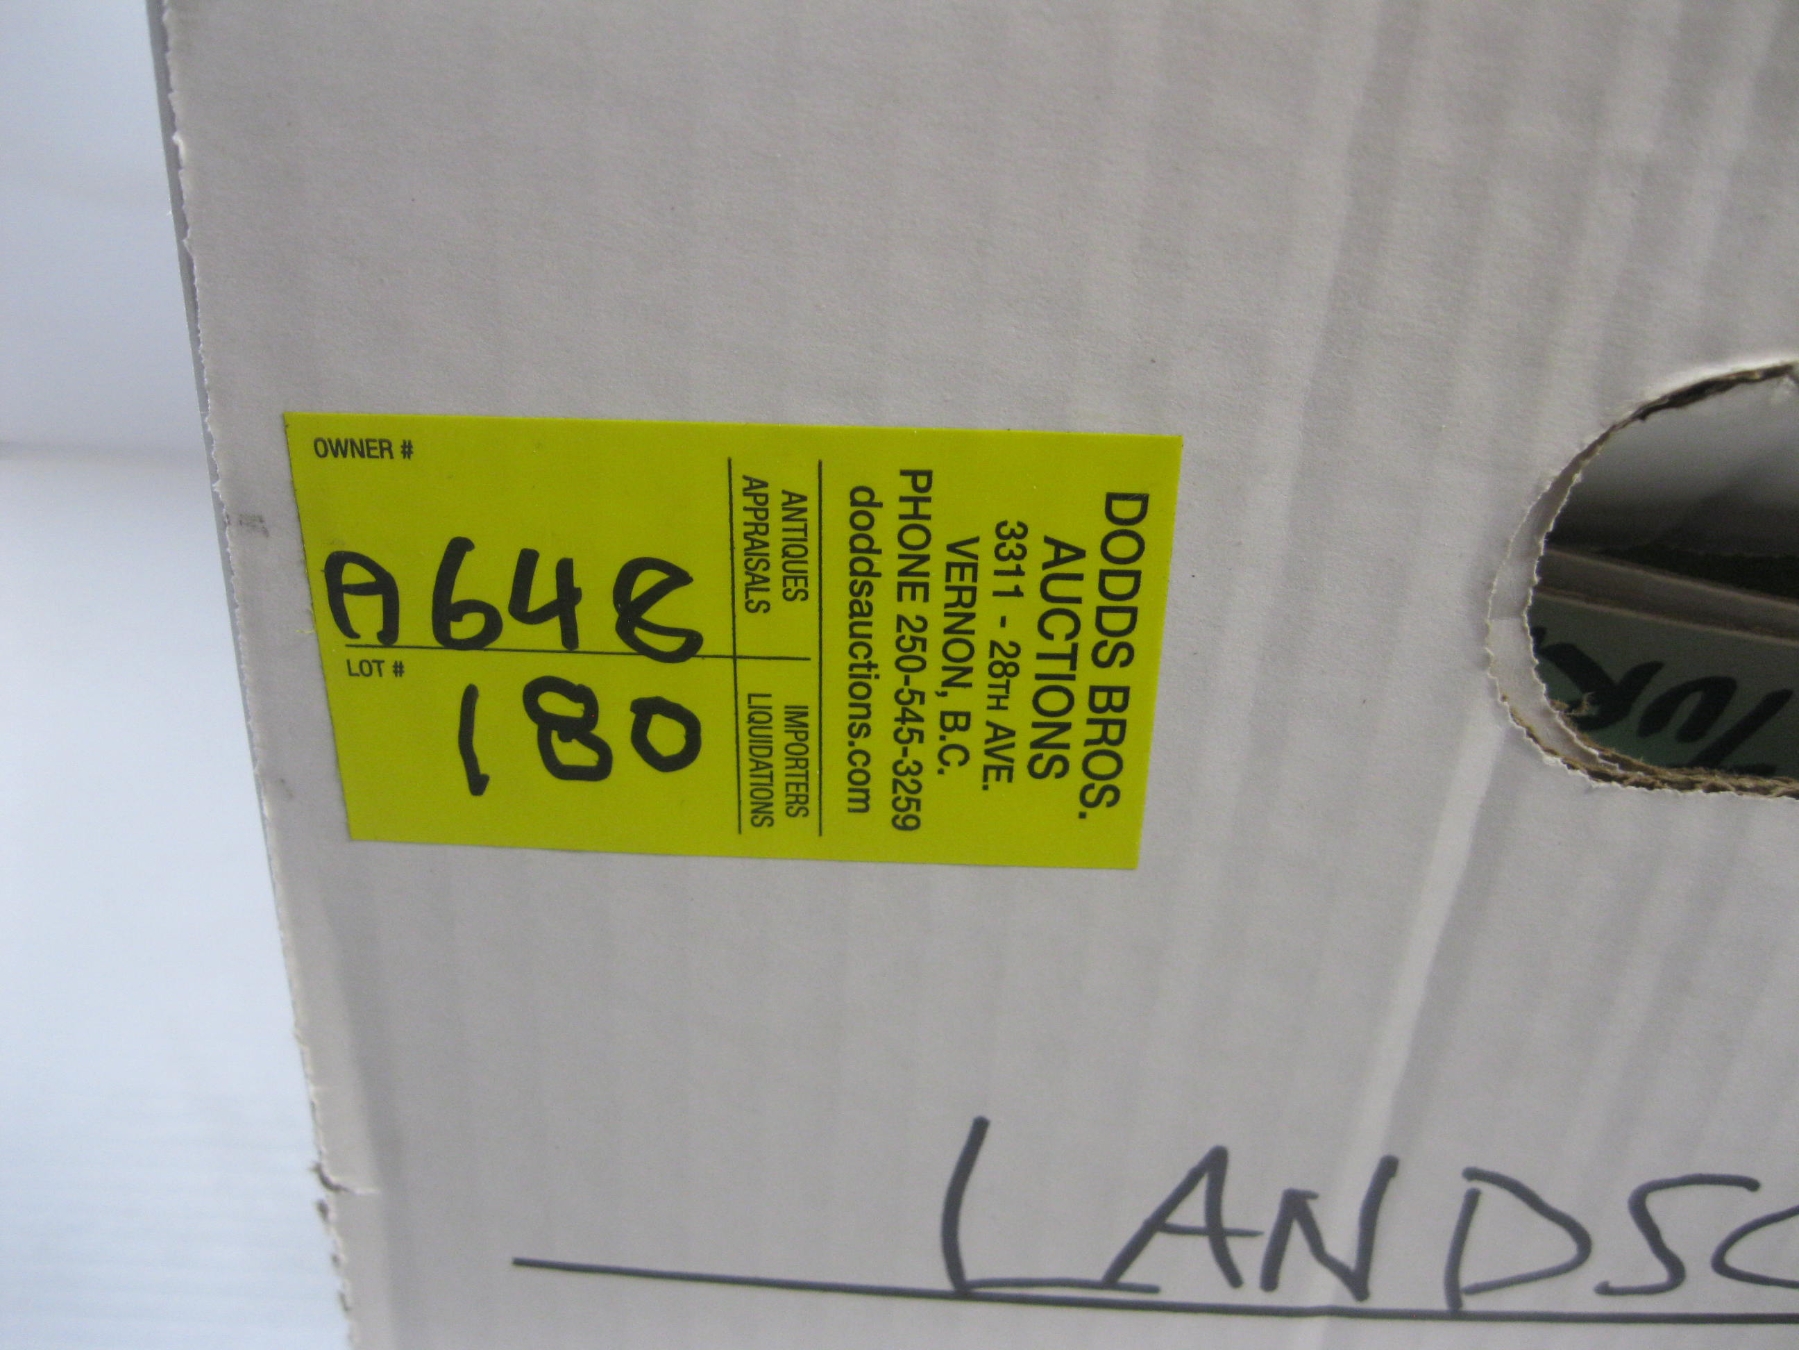 OWNER #
A648
LOT #
180
ANTIQUES
APPRAISALS
IMPORTERS
LIQUIDATIONS
DODDS BROS.
AUCTIONS
3311 - 28TH AVE.
VERNON, B.C.
PHONE 250-545-3259
doddsauctions.com
LANDSC